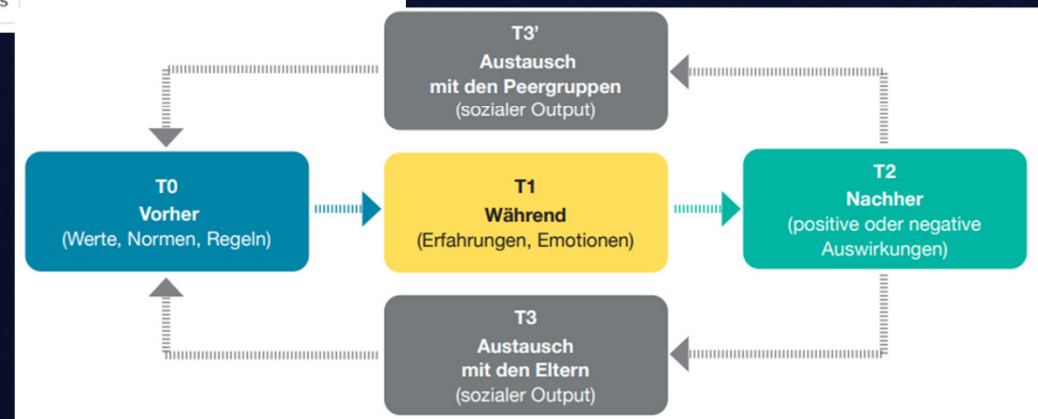 s
T3’
Austausch
mit den Peergruppen
(sozialer Output)
T0
Vorher
(Werte, Normen, Regeln)
T1
Während
(Erfahrungen, Emotionen)
T2
Nachher
(positive oder negative
Auswirkungen)
T3
Austausch
mit den Eltern
(sozialer Output)